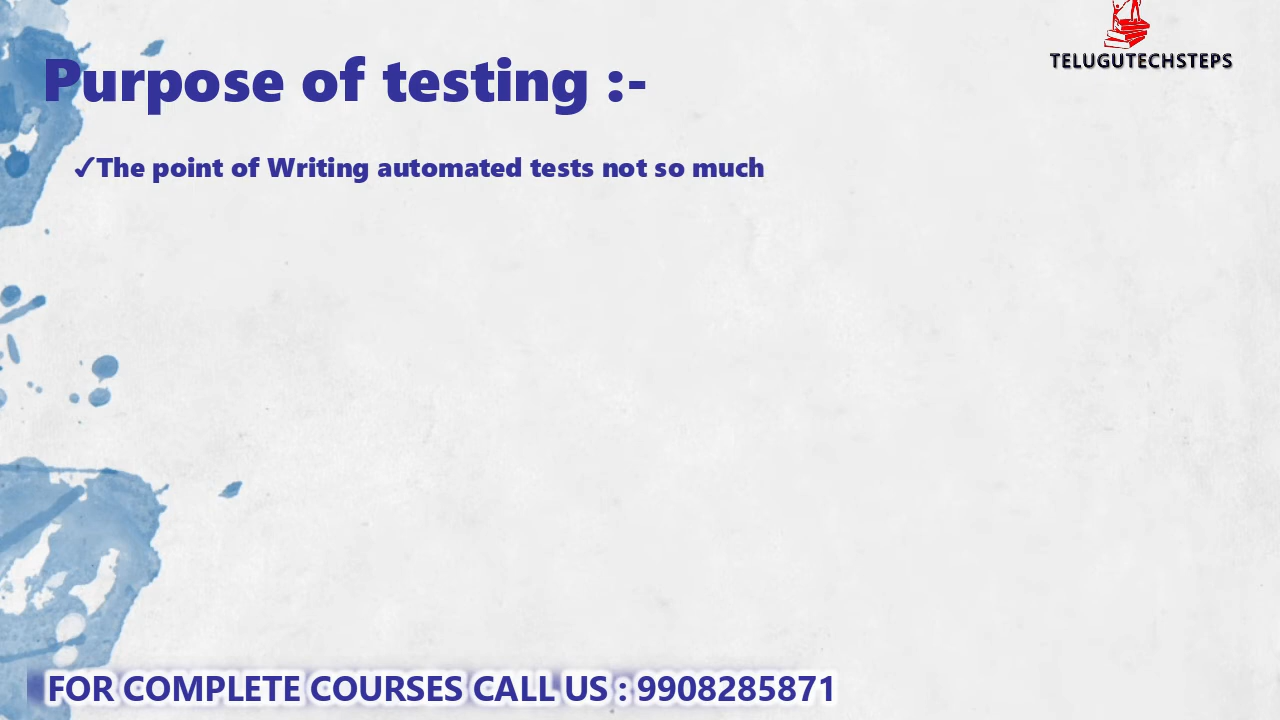 TELUGUTECHSTEPS
Purpose of testing :-
✓The point of Writing automated tests not so much
FOR COMPLETE COURSES CALL US : 9908285871